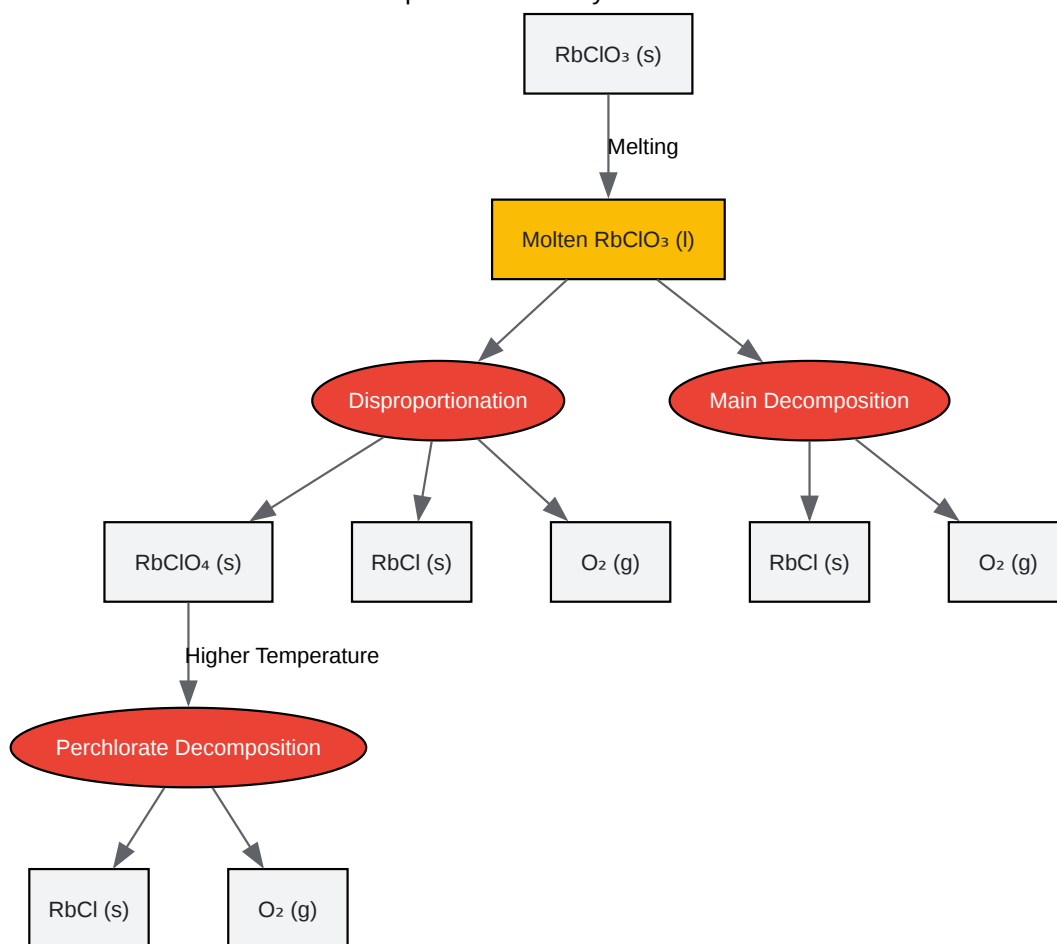 RbClO₃ (s)
Melting
Molten RbClO₃ (l)
Disproportionation
Main Decomposition
RbClO₄ (s)
RbCl (s)
O₂ (g)
RbCl (s)
O₂ (g)
Higher Temperature
Perchlorate Decomposition
RbCl (s)
O₂ (g)